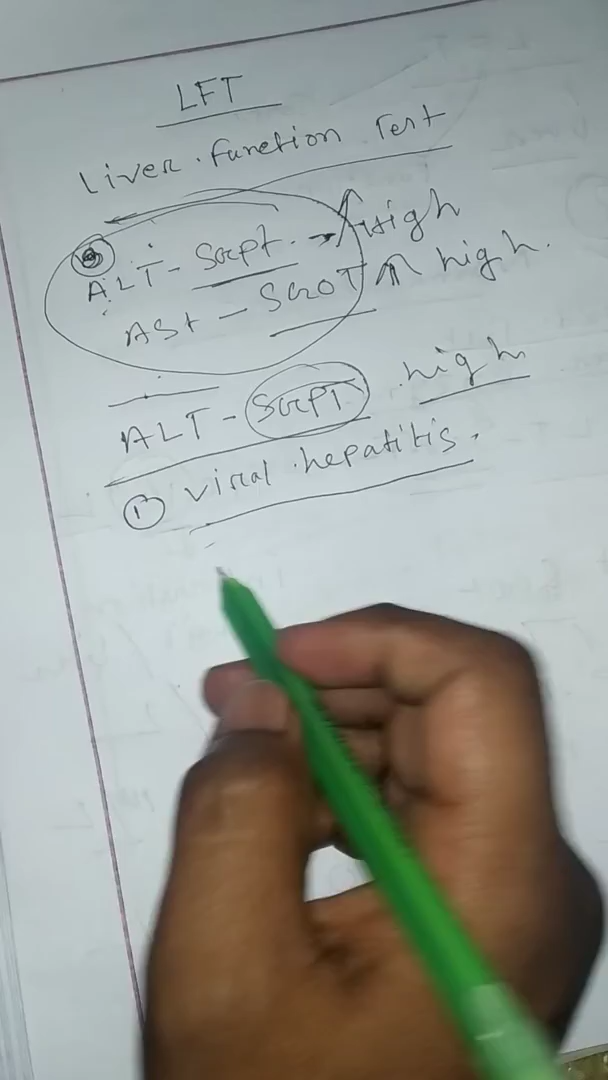 LFT
Liver. Function Test
ALT - SGPT. → High
AST - SGOT ↑ high.
ALT - SGPT. high
① viral hepatitis.